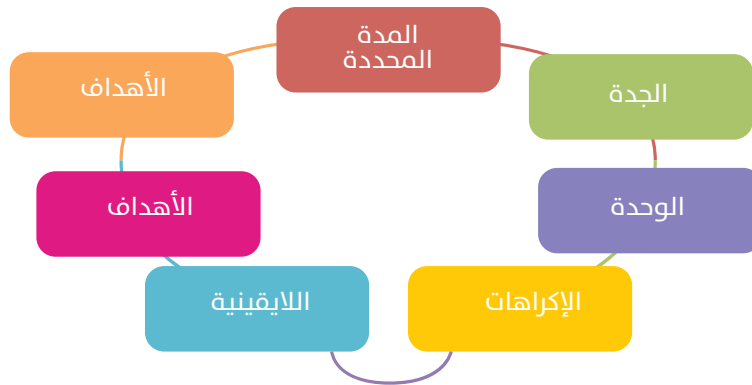 المدة
المحددة
الجدة
الوحدة
الإكراهات
اللايقينية
الأهداف
الأهداف